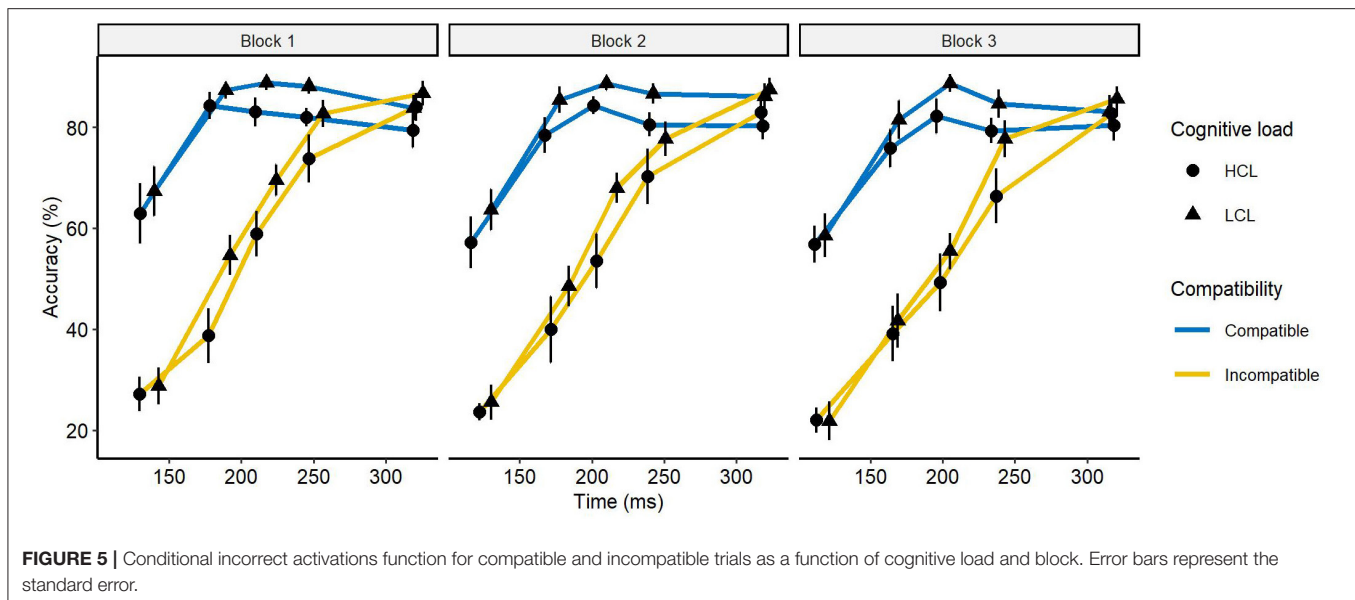 Block 1
Block 2
Block 3
Accuracy (%)
80
60
40
20
150 200 250 300
150 200 250 300
150 200 250 300
Time (ms)
Cognitive load
HCL
LCL
Compatibility
Compatible
Incompatible
FIGURE 5 | Conditional incorrect activations function for compatible and incompatible trials as a function of cognitive load and block. Error bars represent the
standard error.